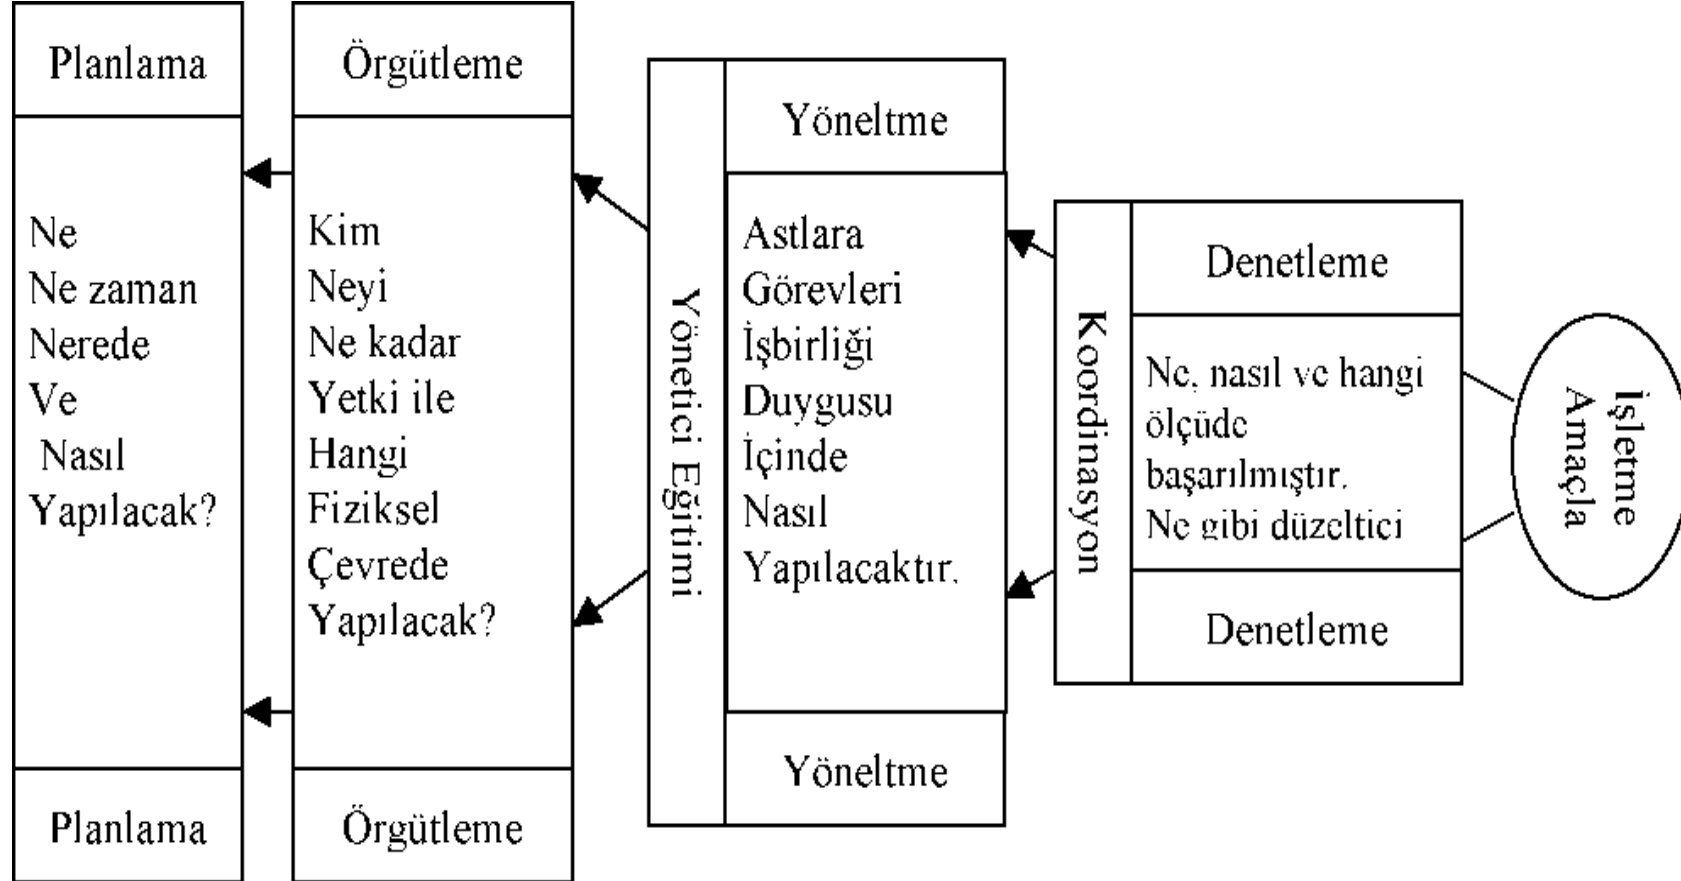 Planlama
Ne
Ne zaman
Nerede
Ve
Nasıl
Yapılacak?
Planlama
Örgütleme
Kim
Neyi
Ne kadar
Yetki ile
Hangi
Fiziksel
Çevrede
Yapılacak?
Örgütleme
Yönetici Eğitimi
Yöneltme
Astlara
Görevleri
İşbirliği
Duygusu
İçinde
Nasıl
Yapılacaktır.
Yöneltme
Koordinasyon
Denetleme
Ne, nasıl ve hangi
ölçüde
başarılmıştır.
Ne gibi düzeltici
Denetleme
İşletme
Amaçla